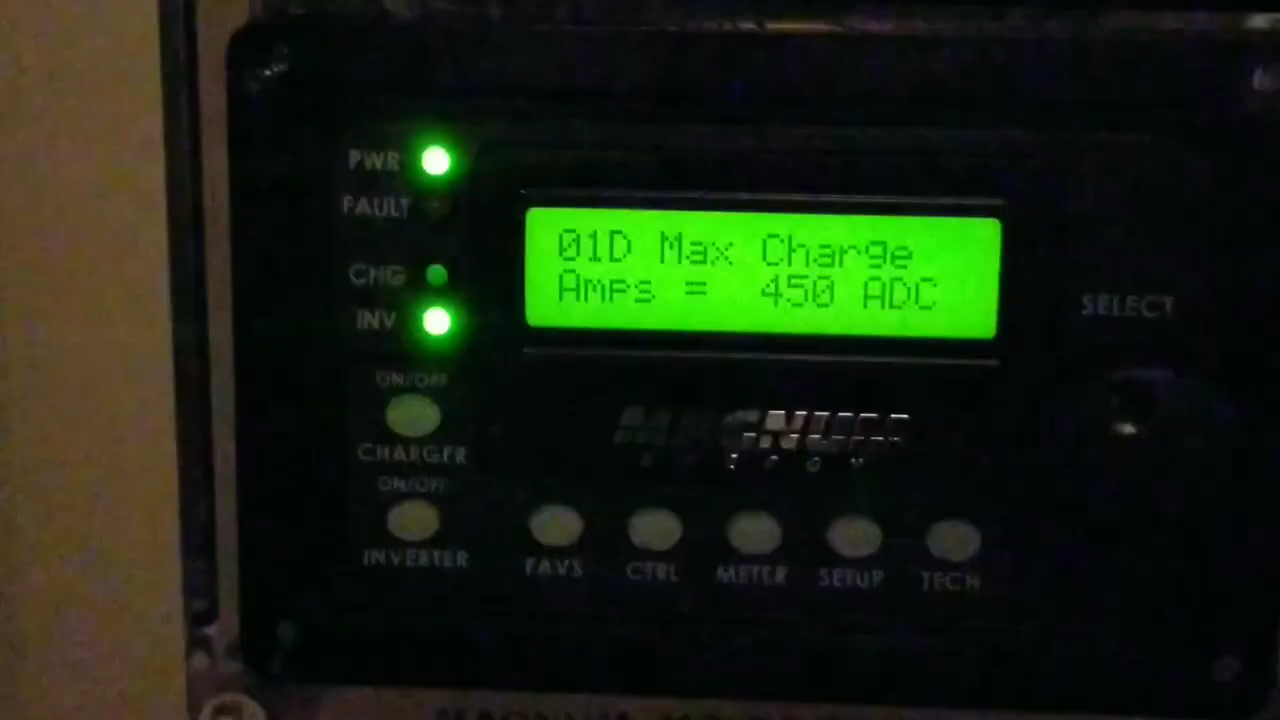 PWR
FAULT
CHG
INV
01D Max Charge
Amps = 450 ADC
SELECT
ON/OFF
CHARGER
ON/OFF
INVERTER
MAGNUM
FAVS
CTRL
METER
SETUP
TECH